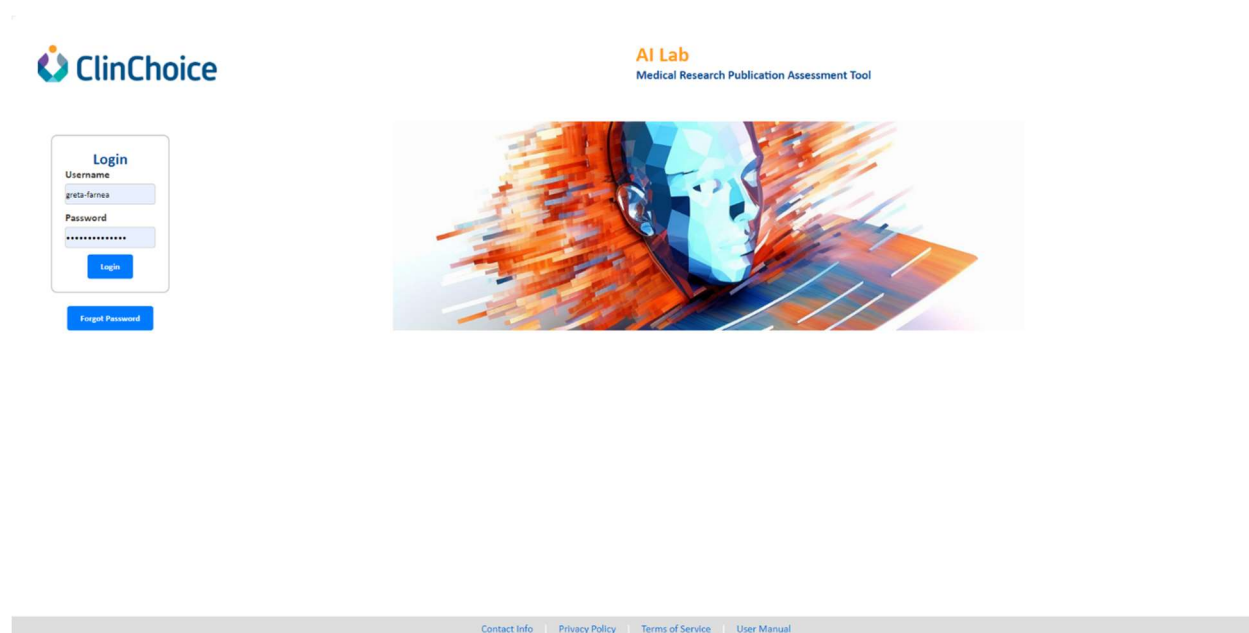 ClinChoice
AI Lab
Medical Research Publication Assessment Tool
Login
Username
greta-farnea
Password
••••••••••••••
Login
Forgot Password
Contact Info | Privacy Policy | Terms of Service | User Manual